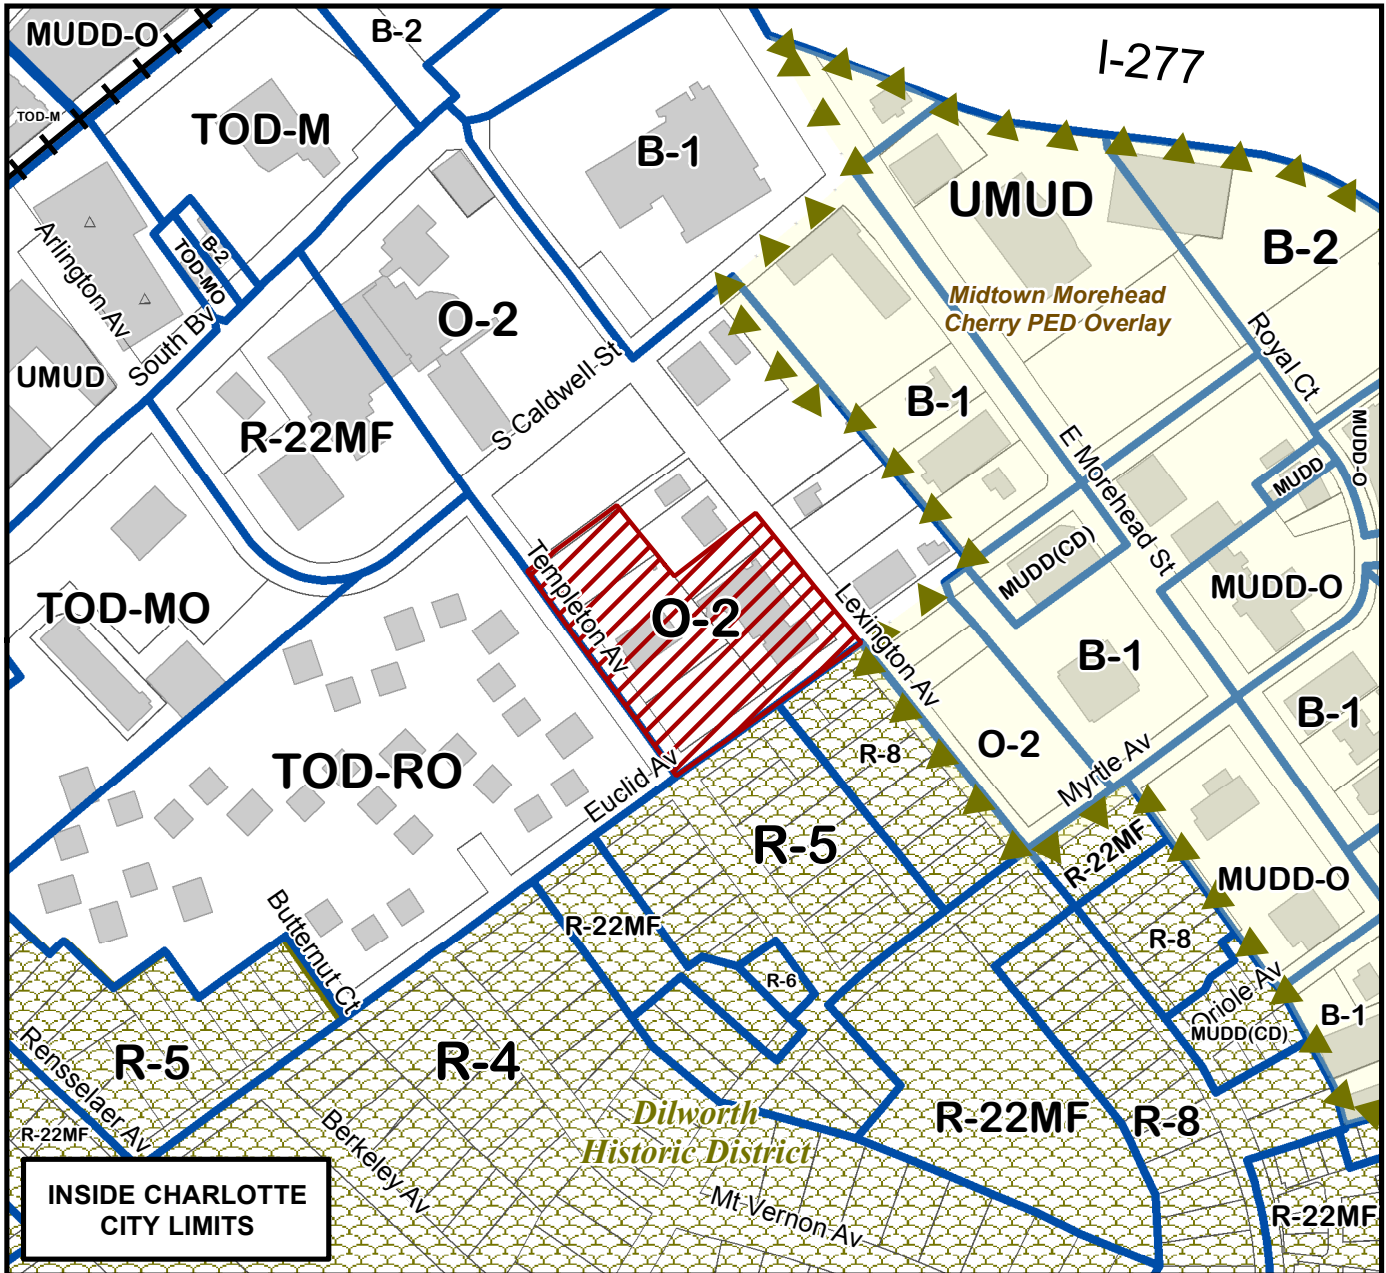 MUDD-O
B-2
I-277
TOD-M
TOD-M
B-1
UMUD
B-2
Arlington Av
B-2
TOD-MO
South Bv
O-2
Midtown Morehead
Cherry PED Overlay
Royal Ct
UMUD
S Caldwell St
B-1
R-22MF
E Morehead St
MUDD-O
MUDD
TOD-MO
Templeton Av
O-2
Lexington Av
MUDD(CD)
MUDD-O
B-1
B-1
TOD-RO
Euclid Av
R-8
O-2
Myrtle Av
R-5
R-22MF
MUDD-O
Butternut Ct
R-22MF
R-6
R-8
Oriole Av
MUDD(CD)
B-1
Rensselaer Av
R-5
R-4
R-22MF
Berkeley Av
Dilworth
Historic District
R-22MF
R-8
Mt Vernon Av
R-22MF
INSIDE CHARLOTTE
CITY LIMITS